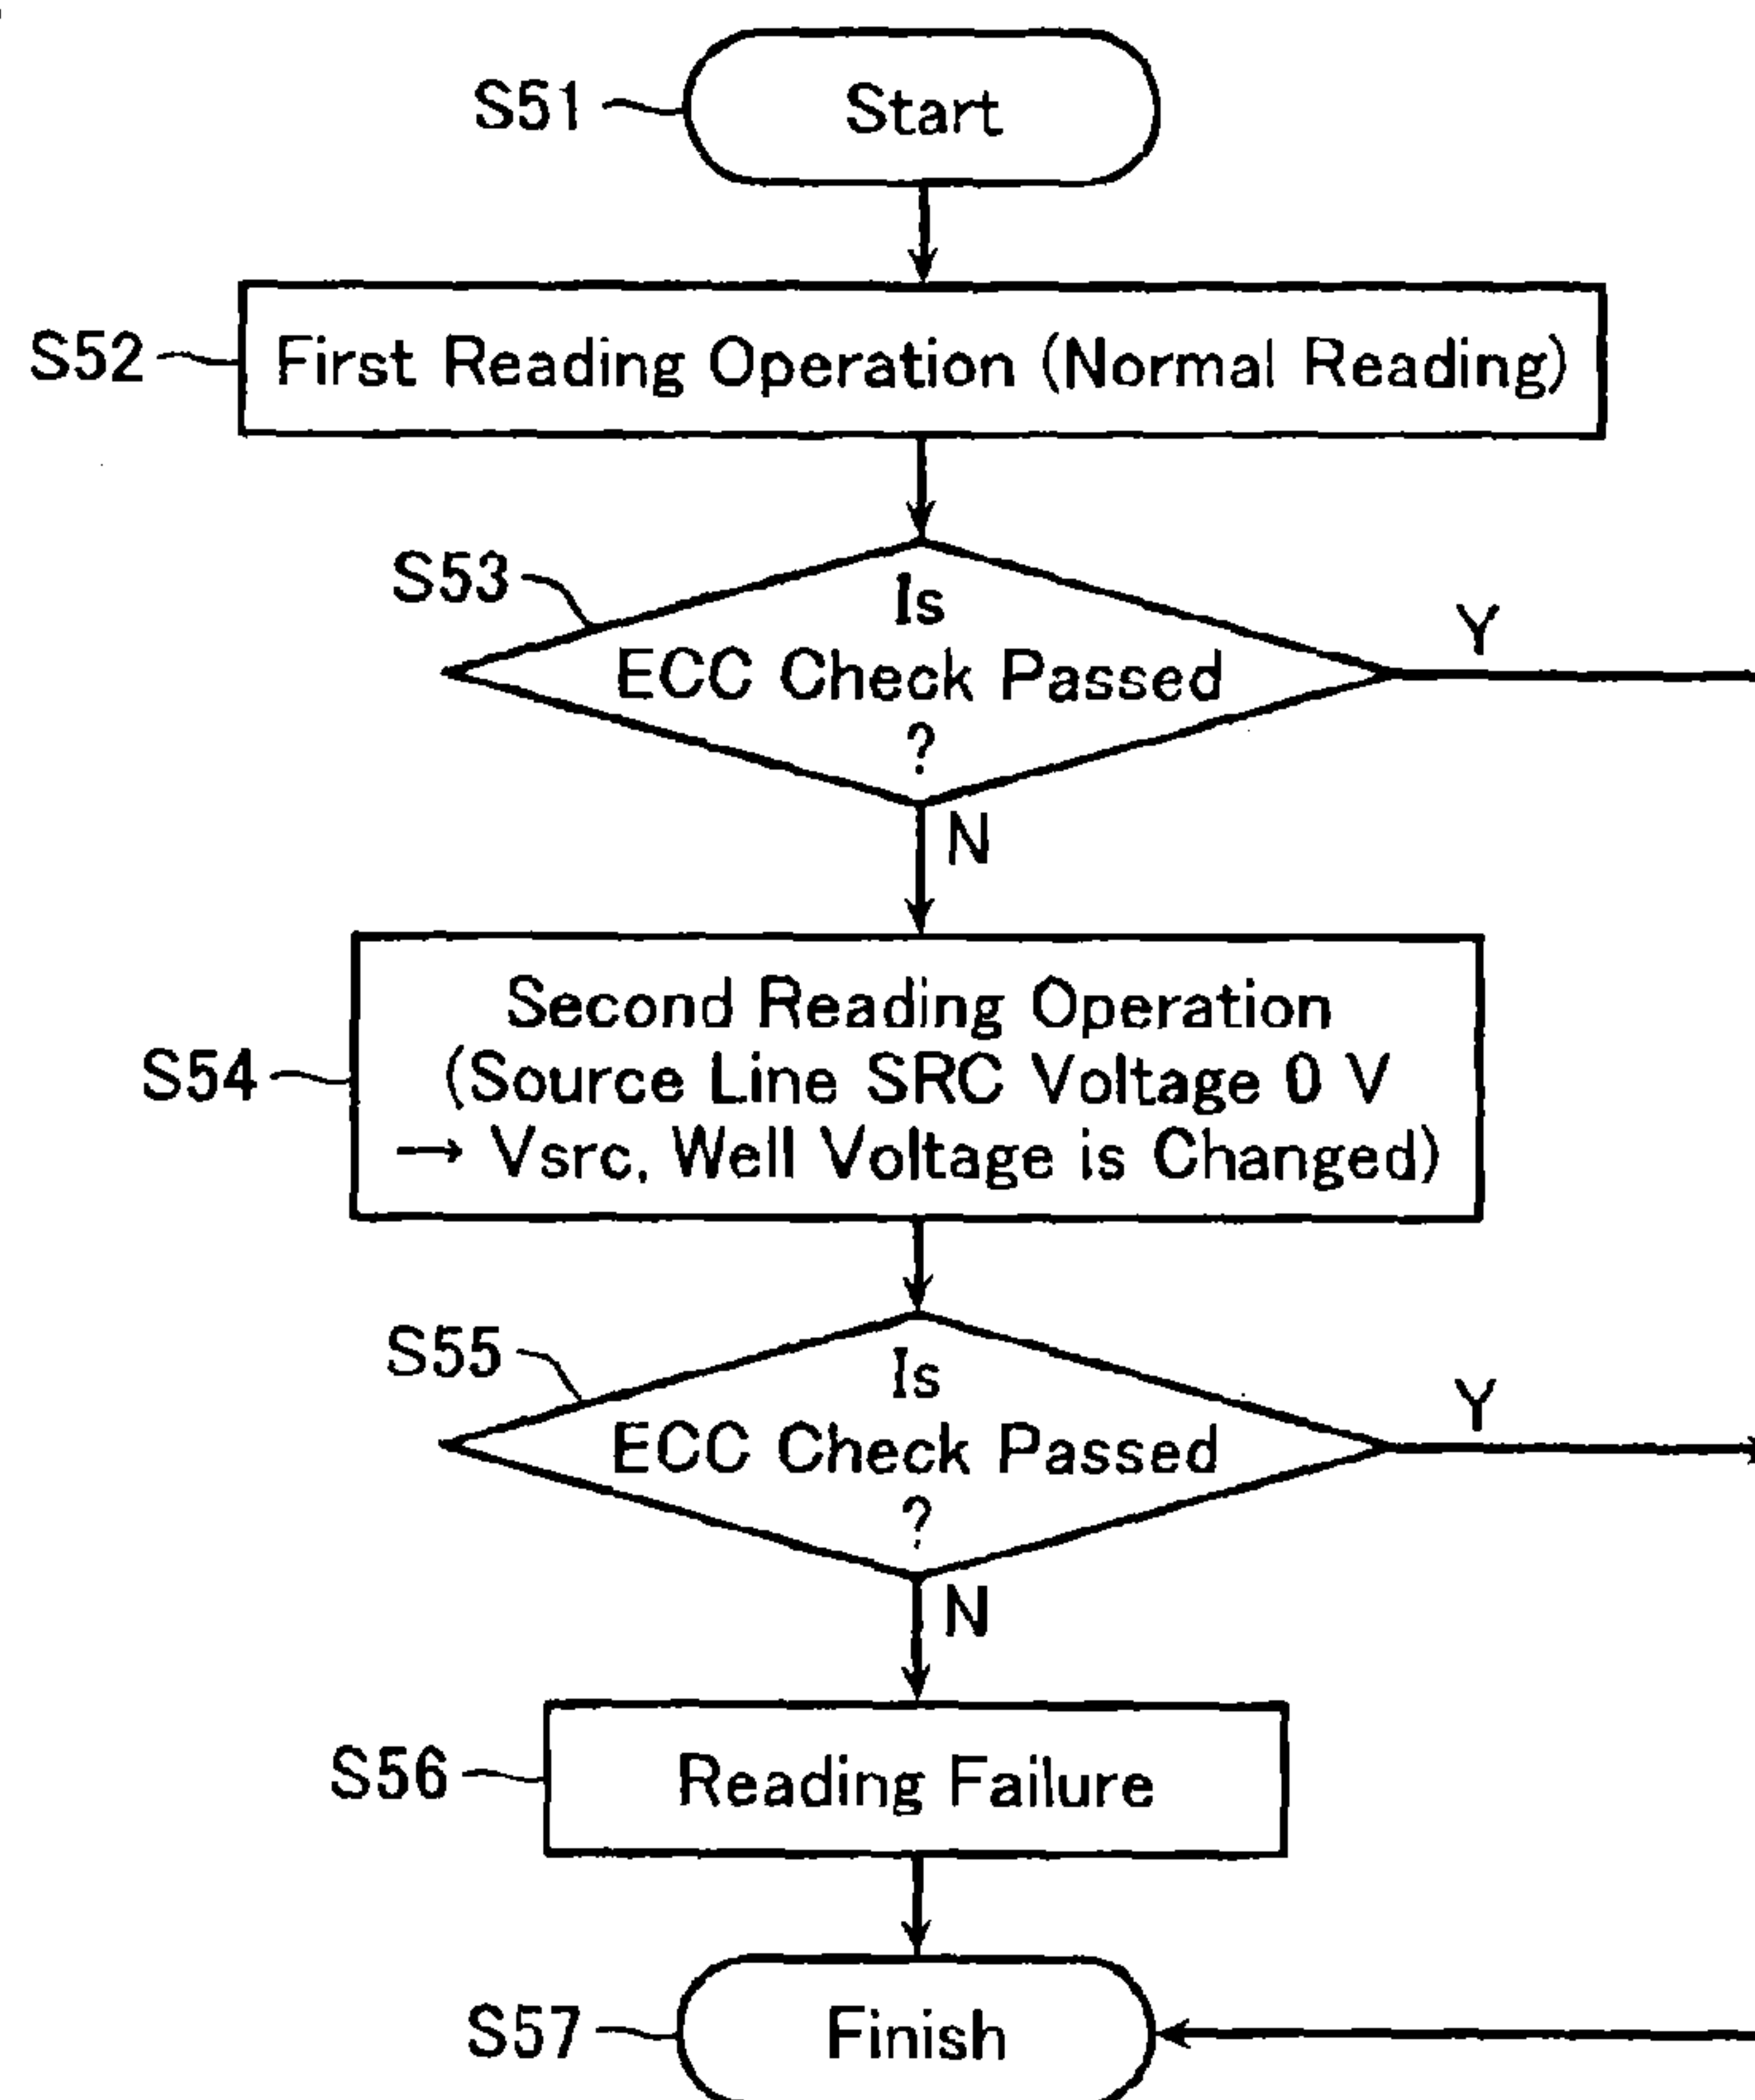 S51
Start
S52
First Reading Operation (Normal Reading)
S53
Is
ECC Check Passed
?
Y
N
S54
Second Reading Operation
(Source Line SRC Voltage 0 V
→ Vsrc, Well Voltage is Changed)
S55
Is
ECC Check Passed
?
Y
N
S56
Reading Failure
S57
Finish